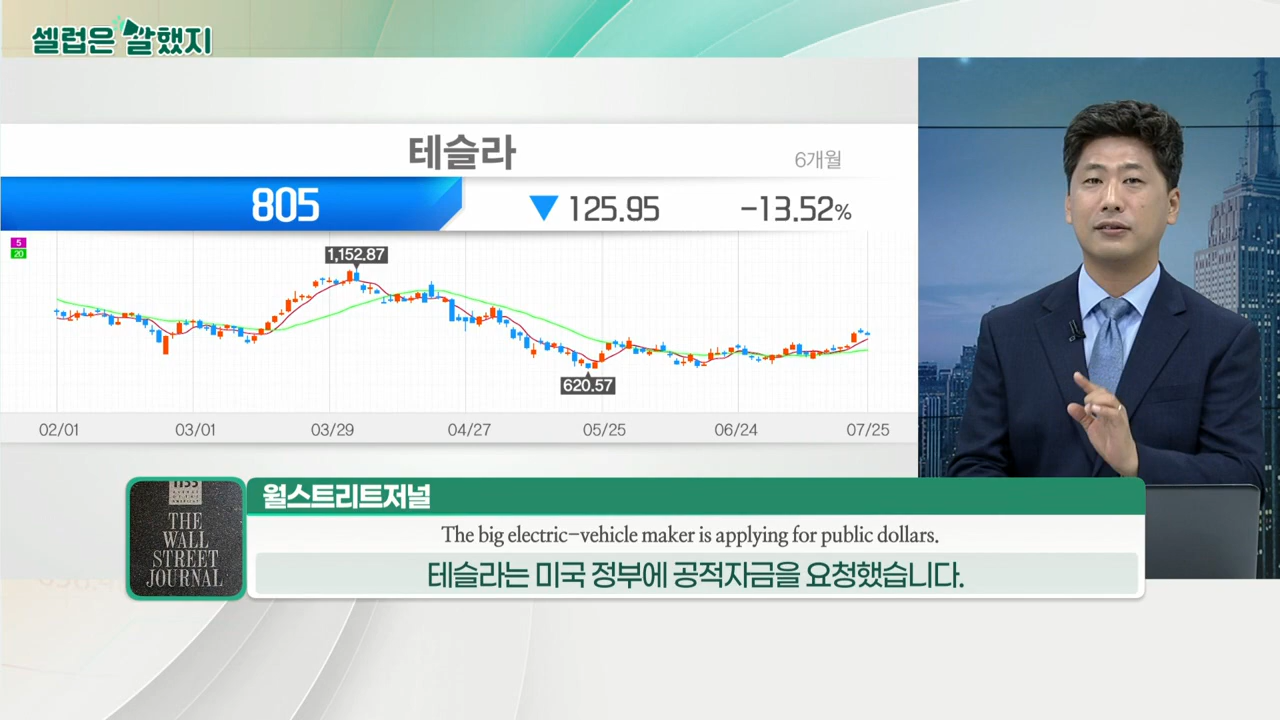 셀럽은 말했지
테슬라
6개월
805
▼ 125.95
-13.52%
5
20
1,152.87
620.57
02/01 03/01 03/29 04/27 05/25 06/24 07/25
월스트리트저널
THE
WALL
STREET
JOURNAL
The big electric-vehicle maker is applying for public dollars.
테슬라는 미국 정부에 공적자금을 요청했습니다.